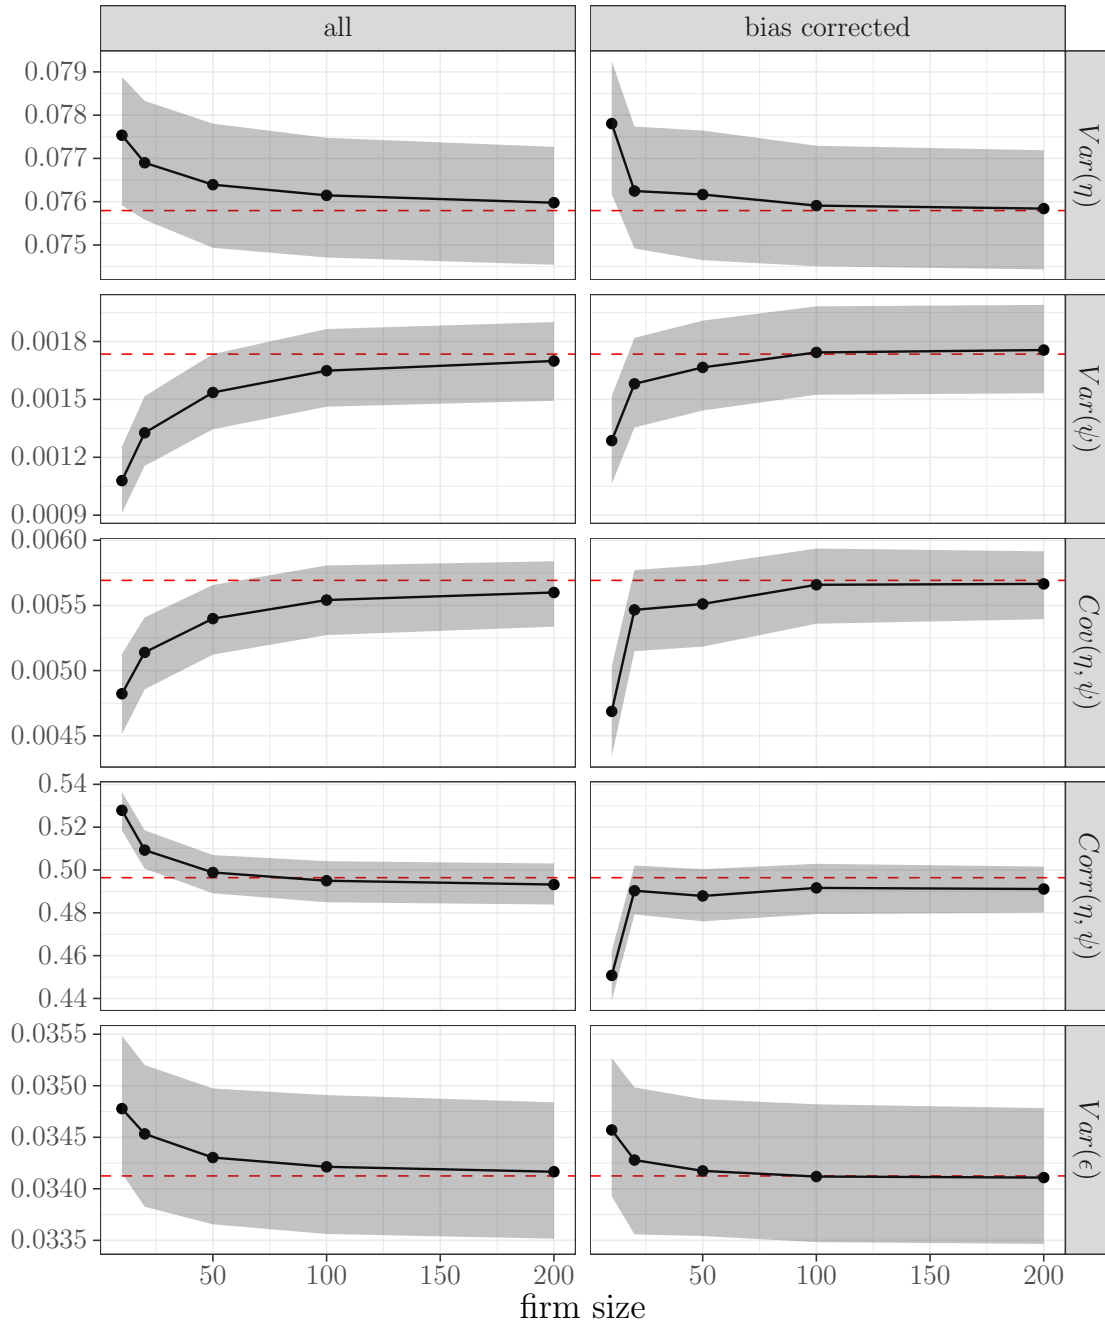 all
bias corrected
0.079
0.078
0.077
0.076
0.075
Var(η)
0.0018
0.0015
0.0012
0.0009
Var(ψ)
0.0060
0.0055
0.0050
0.0045
Cov(η, ψ)
0.54
0.52
0.50
0.48
0.46
0.44
Corr(η, ψ)
0.0355
0.0350
0.0345
0.0340
0.0335
Var(ϵ)
50 100 150 200 50 100 150 200
firm size